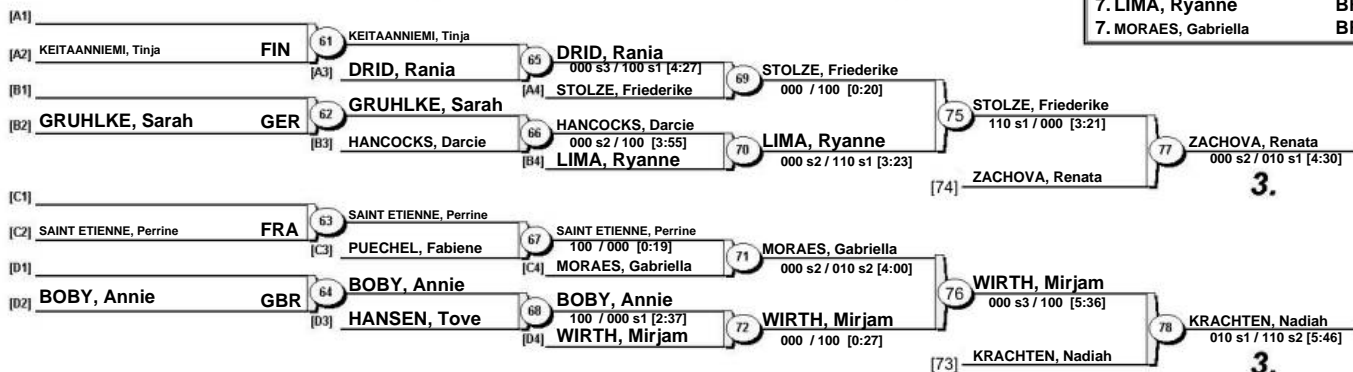 7. LIMA, Ryanne
7. MORAES, Gabriella
[A1]
[A2] KEITAANNIEMI, Tinja FIN
61
KEITAANNIEMI, Tinja
[A3] DRID, Rania
65
DRID, Rania
000 s3 / 100 s1 [4:27]
[A4] STOLZE, Friederike
69
STOLZE, Friederike
000 / 100 [0:20]
[B1]
[B2] GRUHLKE, Sarah GER
62
GRUHLKE, Sarah
[B3] HANCOCKS, Darcie
66
HANCOCKS, Darcie
000 s2 / 100 [3:55]
[B4] LIMA, Ryanne
70
LIMA, Ryanne
000 s2 / 110 s1 [3:23]
75
STOLZE, Friederike
110 s1 / 000 [3:21]
[74] ZACHOVA, Renata
77
ZACHOVA, Renata
000 s2 / 010 s1 [4:30]
3.
[C1]
[C2] SAINT ETIENNE, Perrine FRA
63
SAINT ETIENNE, Perrine
[C3] PUECHEL, Fabiene
67
SAINT ETIENNE, Perrine
100 / 000 [0:19]
[C4] MORAES, Gabriella
71
MORAES, Gabriella
000 s2 / 010 s2 [4:00]
[D1]
[D2] BOBY, Annie GBR
64
BOBY, Annie
[D3] HANSEN, Tove
68
BOBY, Annie
100 / 000 s1 [2:37]
[D4] WIRTH, Mirjam
72
WIRTH, Mirjam
000 / 100 [0:27]
76
WIRTH, Mirjam
000 s3 / 100 [5:36]
[73] KRACHTEN, Nadiah
78
KRACHTEN, Nadiah
010 s1 / 110 s2 [5:46]
3.